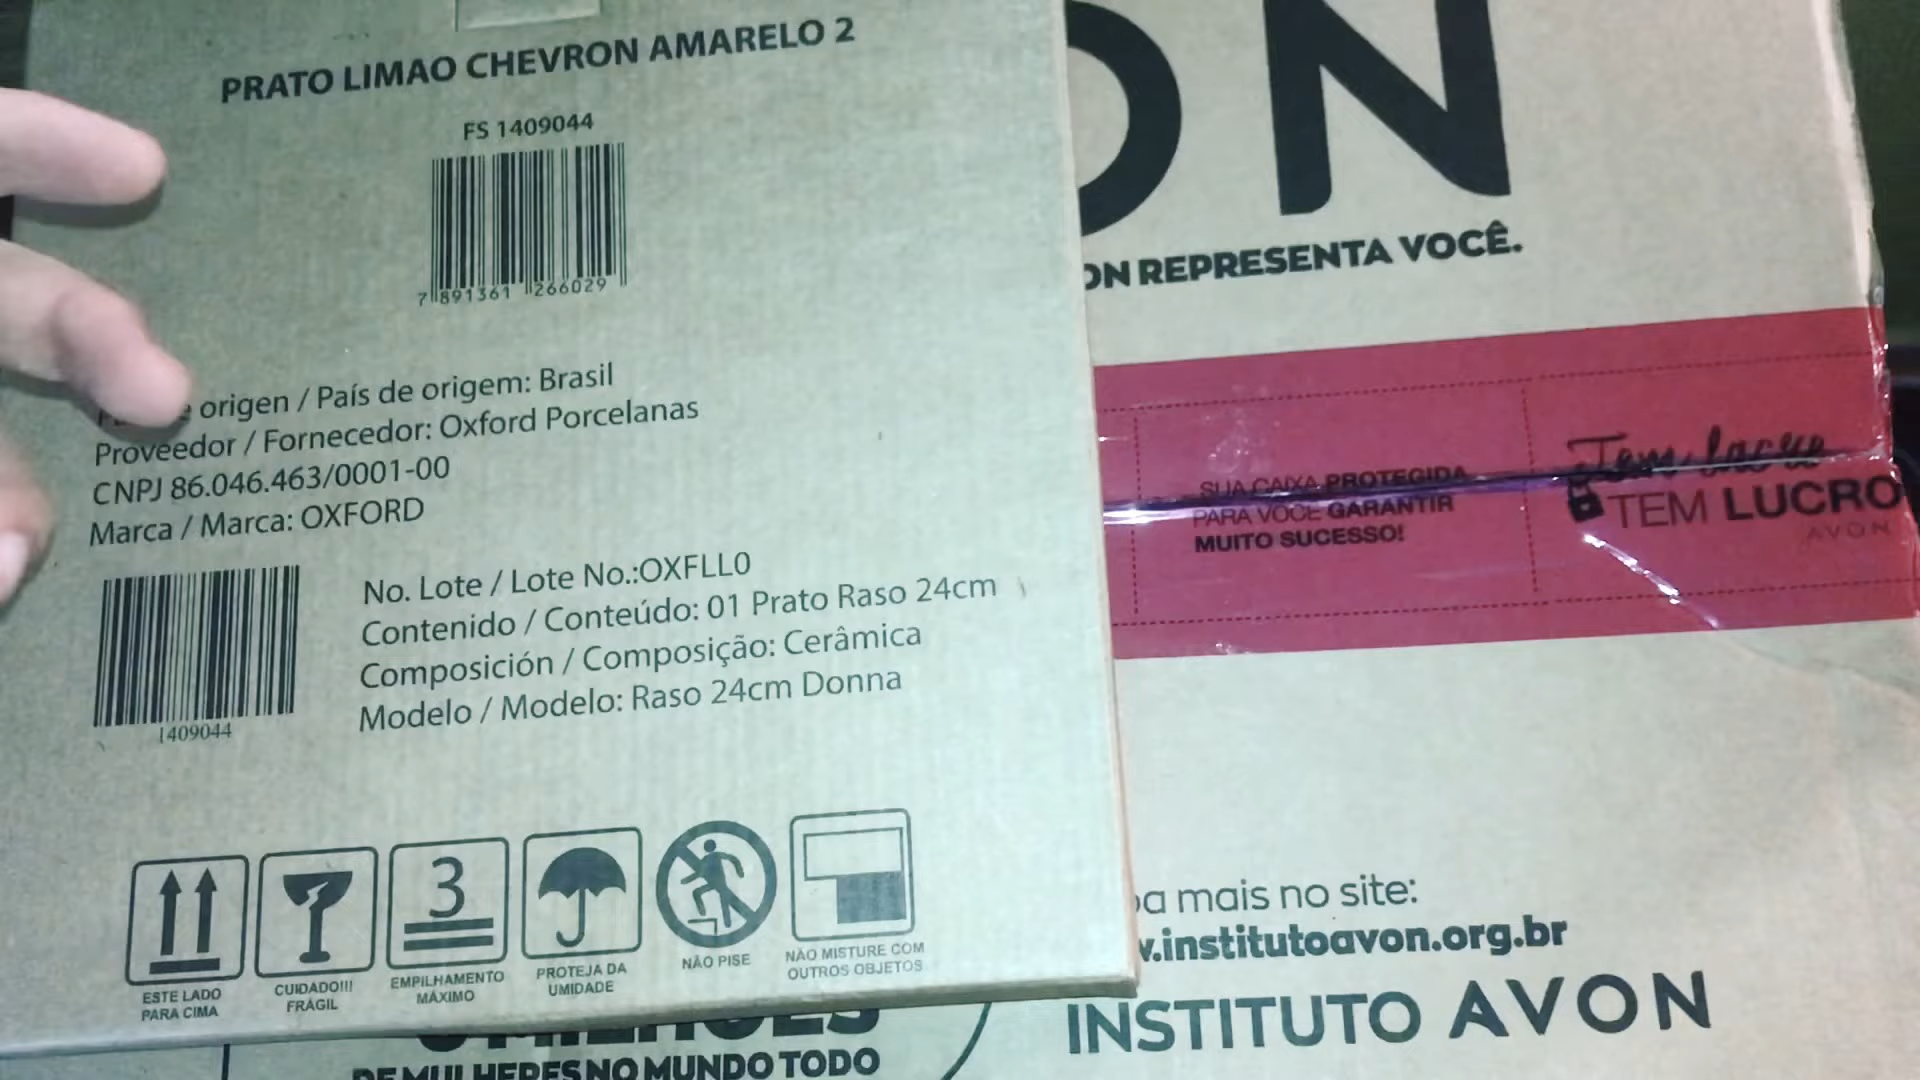 PRATO LIMAO CHEVRON AMARELO 2
FS 1409044
7 891361 266029
origen / País de origem: Brasil
Proveedor / Fornecedor: Oxford Porcelanas
CNPJ 86.046.463/0001-00
Marca / Marca: OXFORD
No. Lote / Lote No.:OXFLL0
Contenido / Conteúdo: 01 Prato Raso 24cm
Composición / Composição: Cerâmica
Modelo / Modelo: Raso 24cm Donna
1409044
3
ESTE LADO
PARA CIMA
CUIDADO!!!
FRÁGIL
EMPILHAMENTO
MÁXIMO
PROTEJA DA
UMIDADE
NÃO PISE
NÃO MISTURE COM
OUTROS OBJETOS
ON
ON REPRESENTA VOCÊ.
SUA CAIXA PROTEGIDA
PARA VOCÊ GARANTIR
MUITO SUCESSO!
Tem lacre
TEM LUCRO
AVON
a mais no site:
.institutoavon.org.br
INSTITUTO AVON
DE MULHERES NO MUNDO TODO